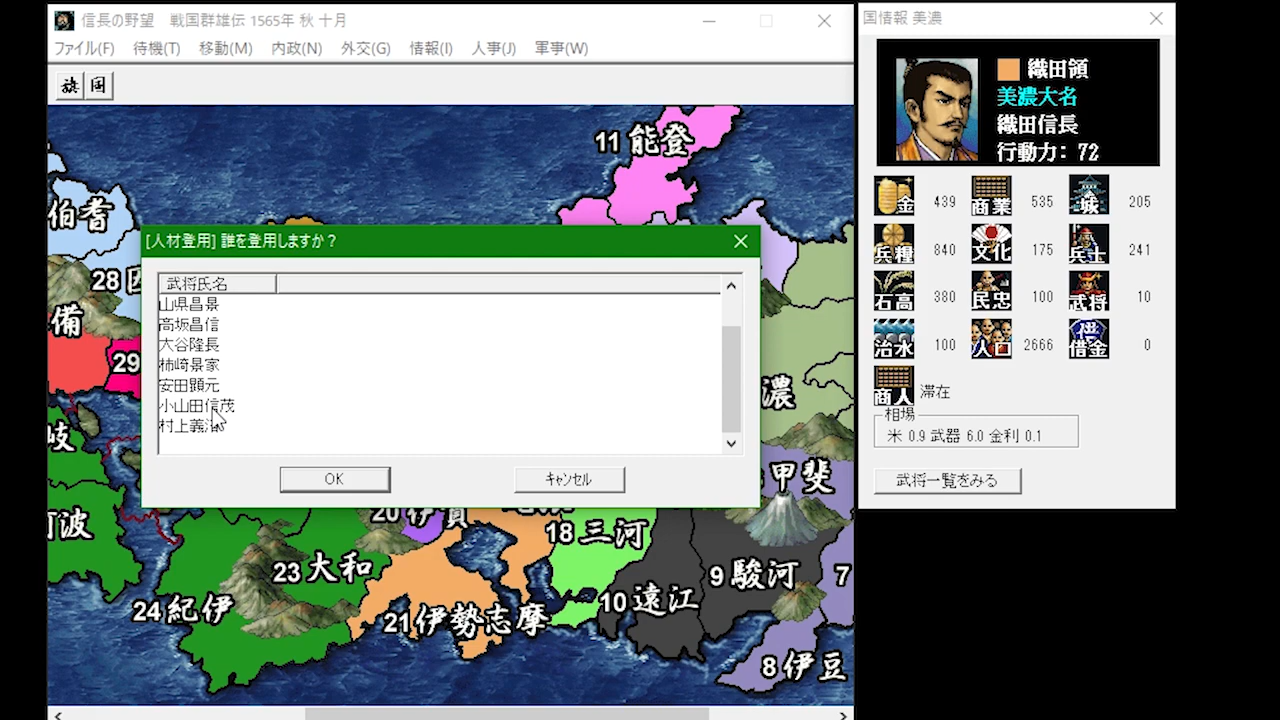 信長の野望 戦国群雄伝 1565年 秋 十月
ファイル(F) 待機(T) 移動(M) 内政(N) 外交(G) 情報(I) 人事(J) 軍事(W)
旗 国
11 能登
伯耆
28
備
29
岐
濃
甲斐
[人材登用] 誰を登用しますか？
武将氏名
山県昌景
高坂昌信
大谷隆長
柿崎景家
安田顕元
小山田信茂
村上義清
OK
ｷｬﾝｾﾙ
20 伊賀
18 三河
阿波
23 大和
9 駿河
7
10 遠江
24 紀伊
21 伊勢志摩
8 伊豆
国情報 美濃
織田領
美濃大名
織田信長
行動力: 72
金 439 商業 535 城 205
兵糧 840 文化 175 兵士 241
石高 380 民忠 100 武将 10
治水 100 人口 2666 借金 0
商人 滞在
相場
米 0.9 武器 6.0 金利 0.1
武将一覧をみる